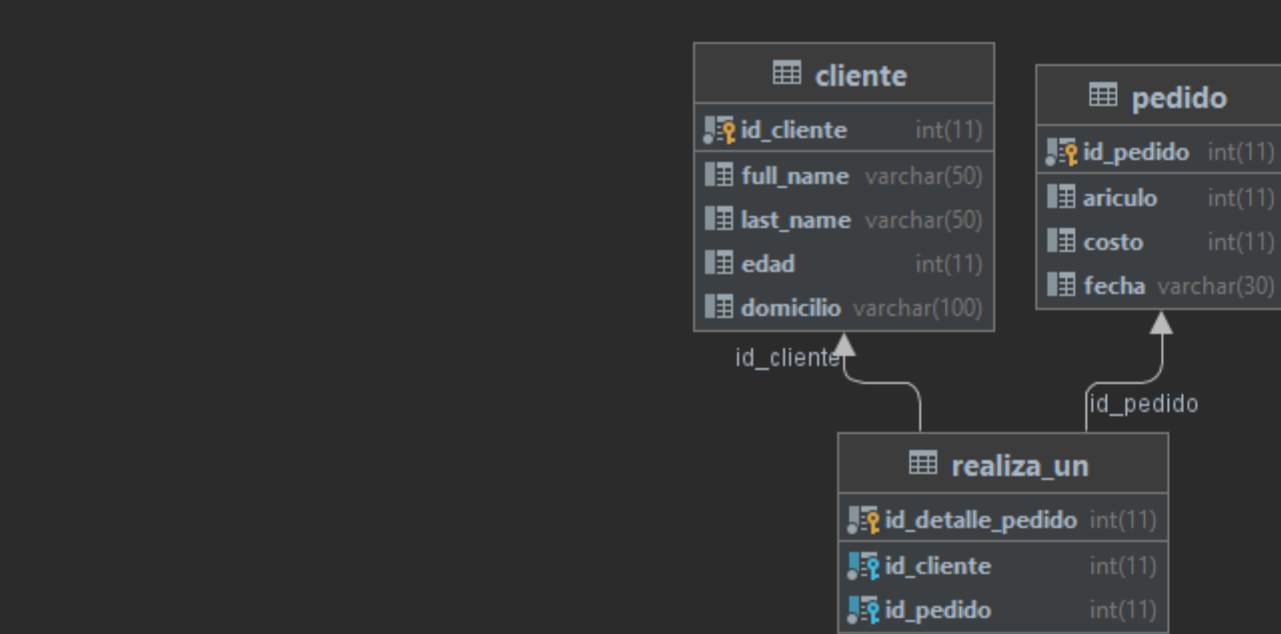 cliente
id_cliente int(11)
full_name varchar(50)
last_name varchar(50)
edad int(11)
domicilio varchar(100)
pedido
id_pedido int(11)
ariculo int(11)
costo int(11)
fecha varchar(30)
id_cliente
id_pedido
realiza_un
id_detalle_pedido int(11)
id_cliente int(11)
id_pedido int(11)